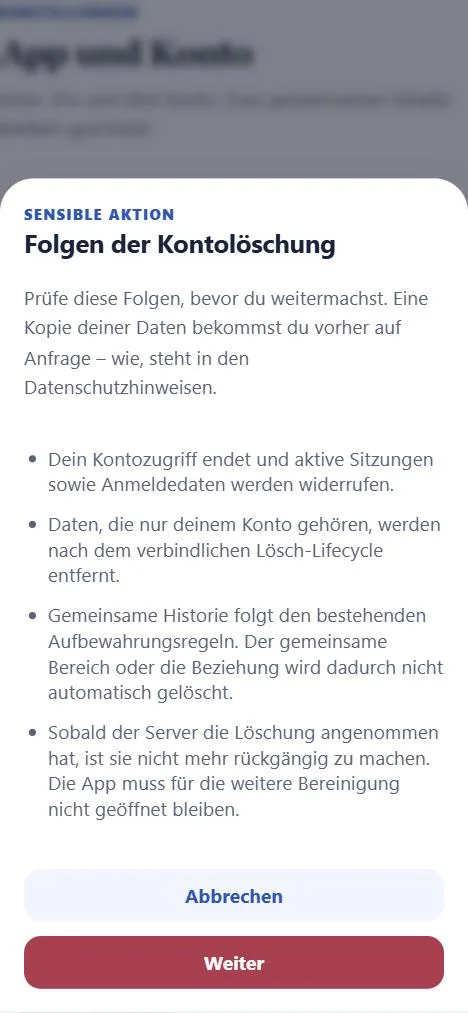 App und Konto
SENSIBLE AKTION
Folgen der Kontolöschung
Prüfe diese Folgen, bevor du weitermachst. Eine
Kopie deiner Daten bekommst du vorher auf
Anfrage – wie, steht in den
Datenschutzhinweisen.
• Dein Kontozugriff endet und aktive Sitzungen
sowie Anmeldedaten werden widerrufen.
• Daten, die nur deinem Konto gehören, werden
nach dem verbindlichen Lösch-Lifecycle
entfernt.
• Gemeinsame Historie folgt den bestehenden
Aufbewahrungsregeln. Der gemeinsame
Bereich oder die Beziehung wird dadurch nicht
automatisch gelöscht.
• Sobald der Server die Löschung angenommen
hat, ist sie nicht mehr rückgängig zu machen.
Die App muss für die weitere Bereinigung
nicht geöffnet bleiben.
Abbrechen
Weiter